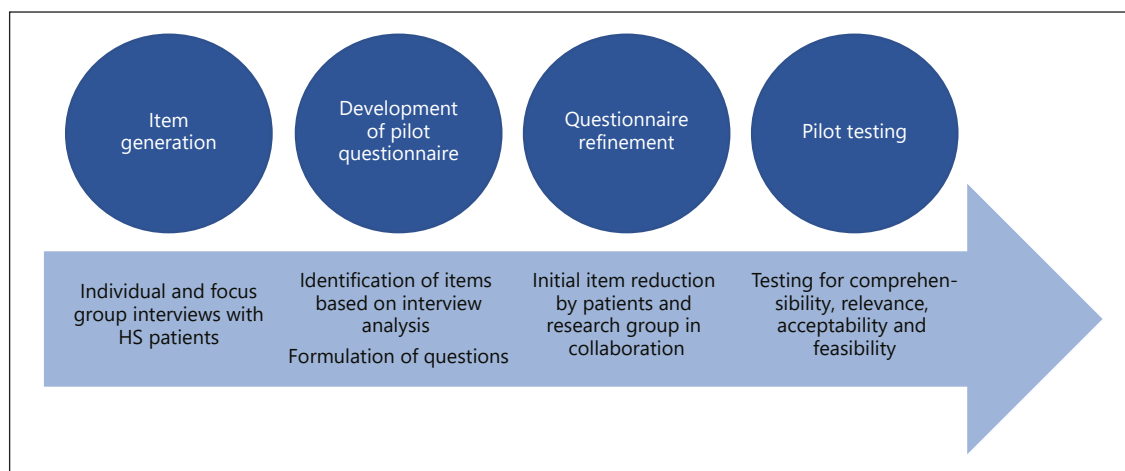 Item
generation
Development
of pilot
questionnaire
Questionnaire
refinement
Pilot testing
Individual and focus
group interviews with
HS patients
Identification of items
based on interview
analysis
Formulation of questions
Initial item reduction
by patients and
research group in
collaboration
Testing for comprehen-
sibility, relevance,
acceptability and
feasibility